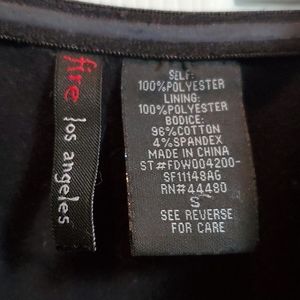 fire
los angeles
SELF:
100%POLYESTER
LINING:
100%POLYESTER
BODICE:
96%COTTON
4%SPANDEX
MADE IN CHINA
ST#FDW004200-
SF11148AG
RN#44480
S
SEE REVERSE
FOR CARE